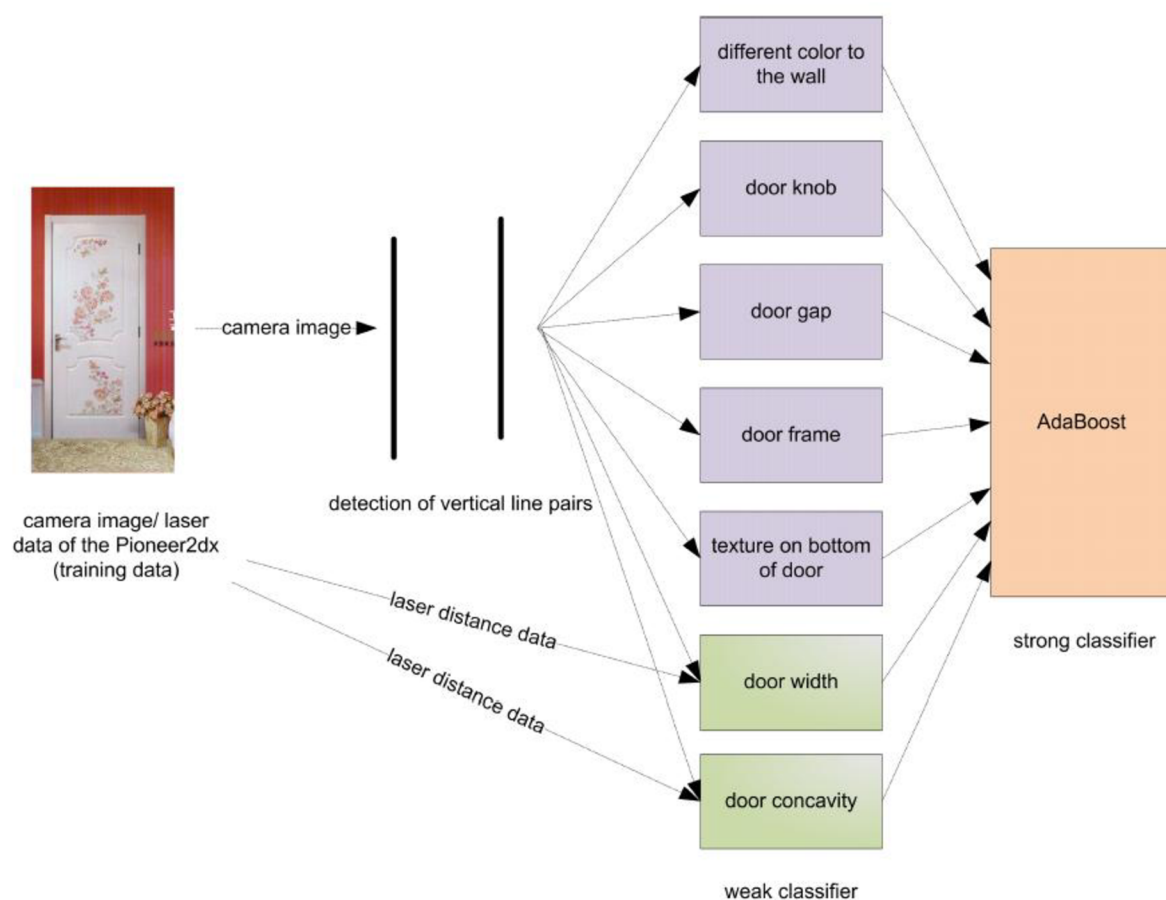 different color to
the wall
door knob
door gap
camera image
door frame
AdaBoost
detection of vertical line pairs
camera image/ laser
data of the Pioneer2dx
(training data)
texture on bottom
of door
laser distance data
laser distance data
door width
strong classifier
door concavity
weak classifier